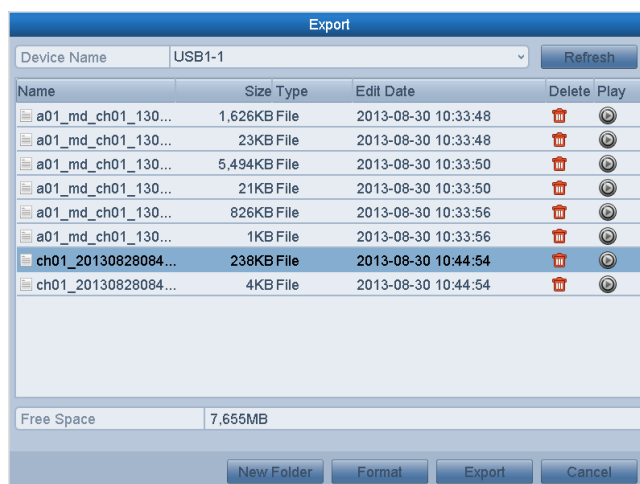 Export
Device Name USB1-1 Refresh
Name Size Type Edit Date Delete Play
a01_md_ch01_130... 1,626KB File 2013-08-30 10:33:48
a01_md_ch01_130... 23KB File 2013-08-30 10:33:48
a01_md_ch01_130... 5,494KB File 2013-08-30 10:33:50
a01_md_ch01_130... 21KB File 2013-08-30 10:33:50
a01_md_ch01_130... 826KB File 2013-08-30 10:33:56
a01_md_ch01_130... 1KB File 2013-08-30 10:33:56
ch01_20130828084... 238KB File 2013-08-30 10:44:54
ch01_20130828084... 4KB File 2013-08-30 10:44:54
Free Space 7,655MB
New Folder Format Export Cancel